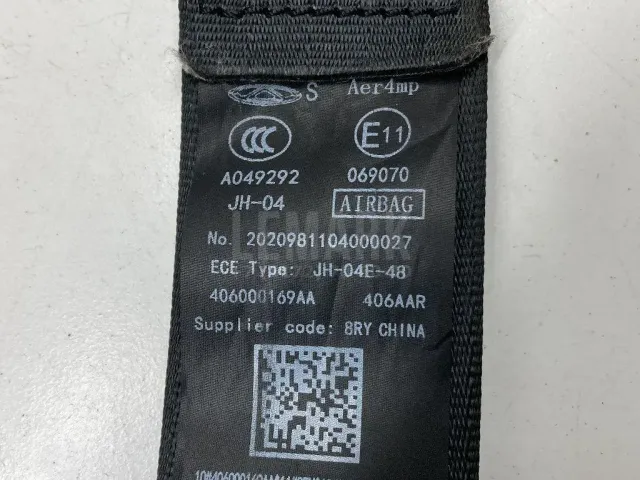 S Aer4mp
CCC E11
A049292 069070
JH-04 AIRBAG
LEMARK
No. 2020981104000027
ECE Type: JH-04E-48
406000169AA 406AAR
Supplier code: 8RY CHINA